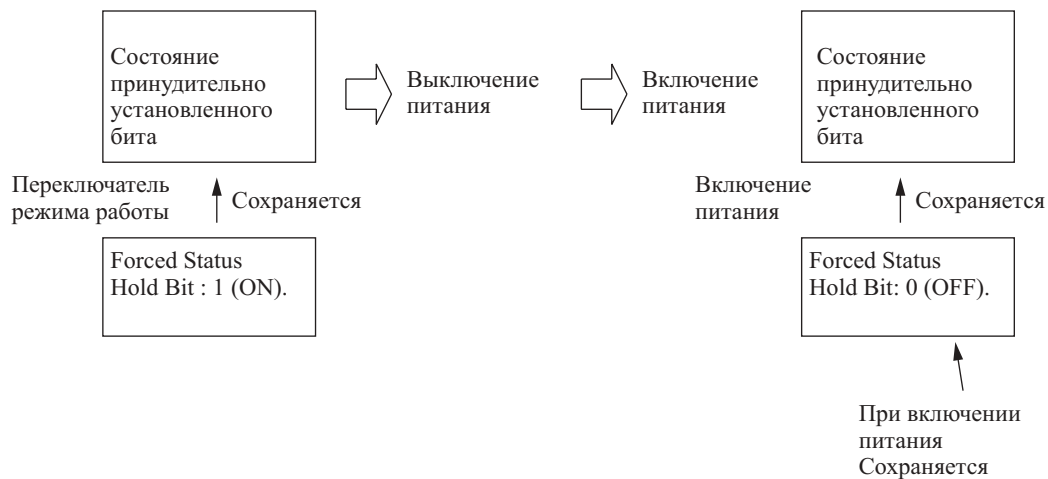 Состояние
принудительно
установленного
бита
Выключение
питания
Включение
питания
Состояние
принудительно
установленного
бита
Переключатель
режима работы
Сохраняется
Включение
питания
Сохраняется
Forced Status
Hold Bit : 1 (ON).
Forced Status
Hold Bit: 0 (OFF).
При включении
питания
Сохраняется